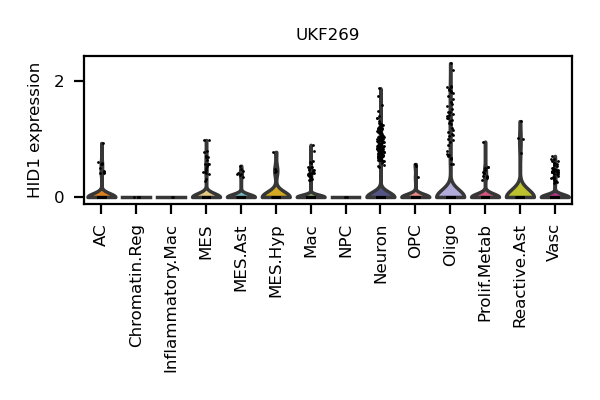 UKF269
HID1 expression
2
0
AC
Chromatin.Reg
Inflammatory.Mac
MES
MES.Ast
MES.Hyp
Mac
NPC
Neuron
OPC
Oligo
Prolif.Metab
Reactive.Ast
Vasc